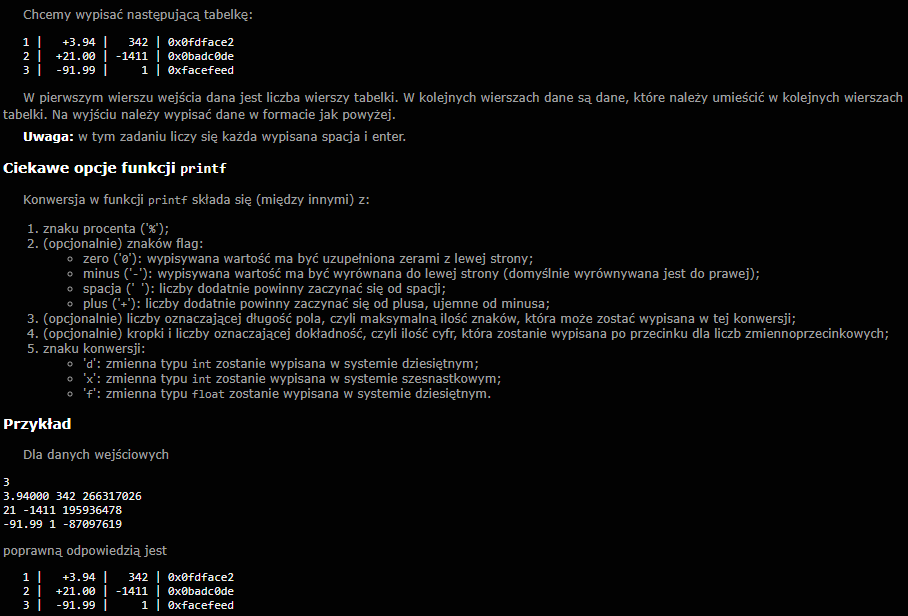 Chcemy wypisać następującą tabelkę:
1 |   +3.94 |   342 | 0x0fdface2
2 |  +21.00 | -1411 | 0x0badc0de
3 |  -91.99 |     1 | 0xfacefeed
W pierwszym wierszu wejścia dana jest liczba wierszy tabelki. W kolejnych wierszach dane są dane, które należy umieścić w kolejnych wierszach
tabelki. Na wyjściu należy wypisać dane w formacie jak powyżej.
Uwaga: w tym zadaniu liczy się każda wypisana spacja i enter.
Ciekawe opcje funkcji printf
Konwersja w funkcji printf składa się (między innymi) z:
1. znaku procenta ('%');
2. (opcjonalnie) znaków flag:
◦ zero ('0'): wypisywana wartość ma być uzupełniona zerami z lewej strony;
◦ minus ('-'): wypisywana wartość ma być wyrównana do lewej strony (domyślnie wyrównywana jest do prawej);
◦ spacja (' '): liczby dodatnie powinny zaczynać się od spacji;
◦ plus ('+'): liczby dodatnie powinny zaczynać się od plusa, ujemne od minusa;
3. (opcjonalnie) liczby oznaczającej długość pola, czyli maksymalną ilość znaków, która może zostać wypisana w tej konwersji;
4. (opcjonalnie) kropki i liczby oznaczającej dokładność, czyli ilość cyfr, która zostanie wypisana po przecinku dla liczb zmiennoprzecinkowych;
5. znaku konwersji:
◦ 'd': zmienna typu int zostanie wypisana w systemie dziesiętnym;
◦ 'x': zmienna typu int zostanie wypisana w systemie szesnastkowym;
◦ 'f': zmienna typu float zostanie wypisana w systemie dziesiętnym.
Przykład
Dla danych wejściowych
3
3.94000 342 266317026
21 -1411 195936478
-91.99 1 -87097619
poprawną odpowiedzią jest
1 |   +3.94 |   342 | 0x0fdface2
2 |  +21.00 | -1411 | 0x0badc0de
3 |  -91.99 |     1 | 0xfacefeed